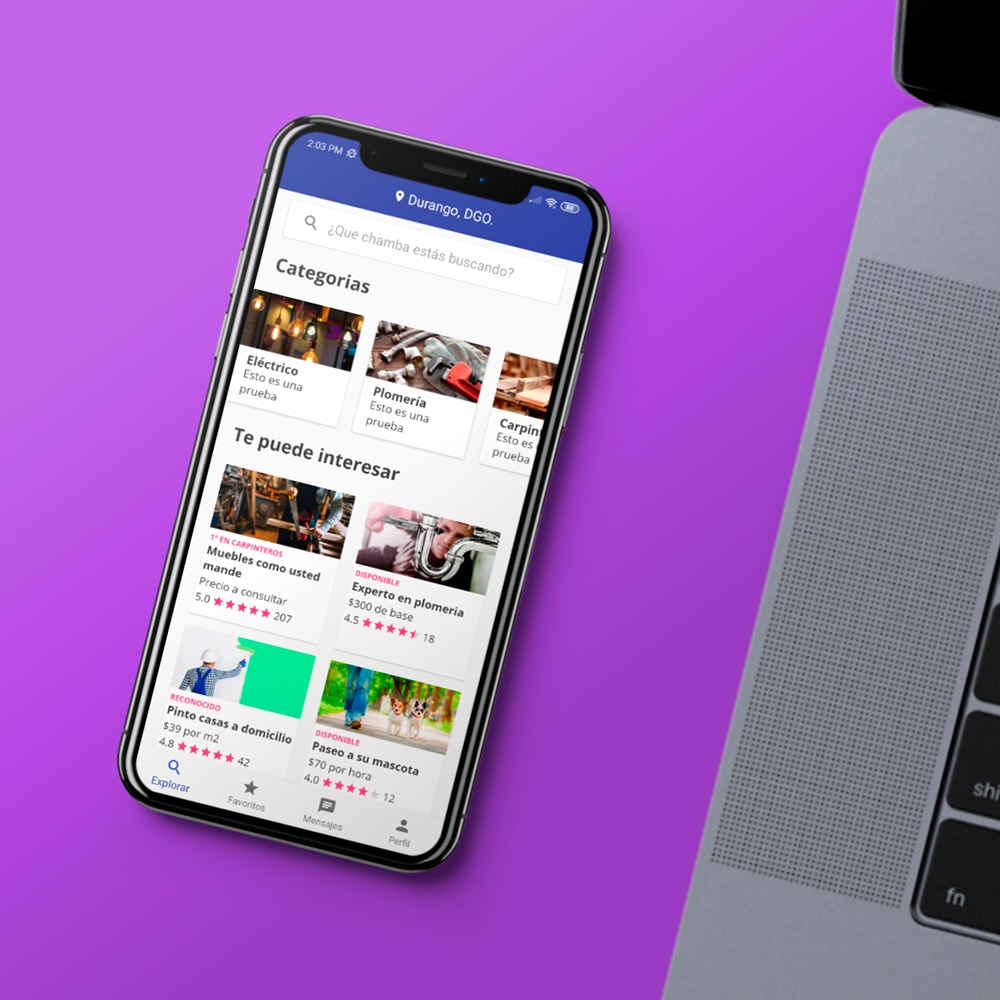 2:03 PM
68
Durango, DGO.
¿Que chamba estás buscando?
Categorias
Eléctrico
Esto es una
prueba
Plomería
Esto es una
prueba
Carpin
Esto es
prueba
Te puede interesar
1° EN CARPINTEROS
Muebles como usted
mande
Precio a consultar
5.0 207
DISPONIBLE
Experto en plomeria
$300 de base
4.5 18
RECONOCIDO
Pinto casas a domicilio
$39 por m2
4.8 42
DISPONIBLE
Paseo a su mascota
$70 por hora
4.0 12
Explorar
Favoritos
Mensajes
Perfil
shi
fn